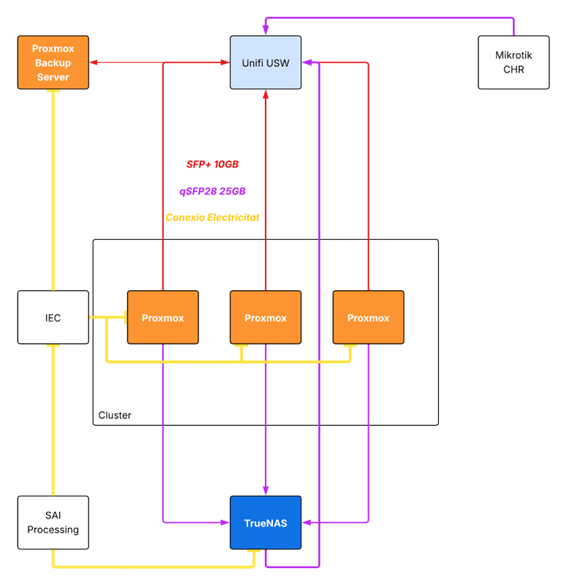 Proxmox
Backup
Server
Unifi USW
Mikrotik
CHR
SFP+ 10GB
qSFP28 25GB
Conexio Electricitat
IEC
Proxmox
Proxmox
Proxmox
Cluster
SAI
Processing
TrueNAS